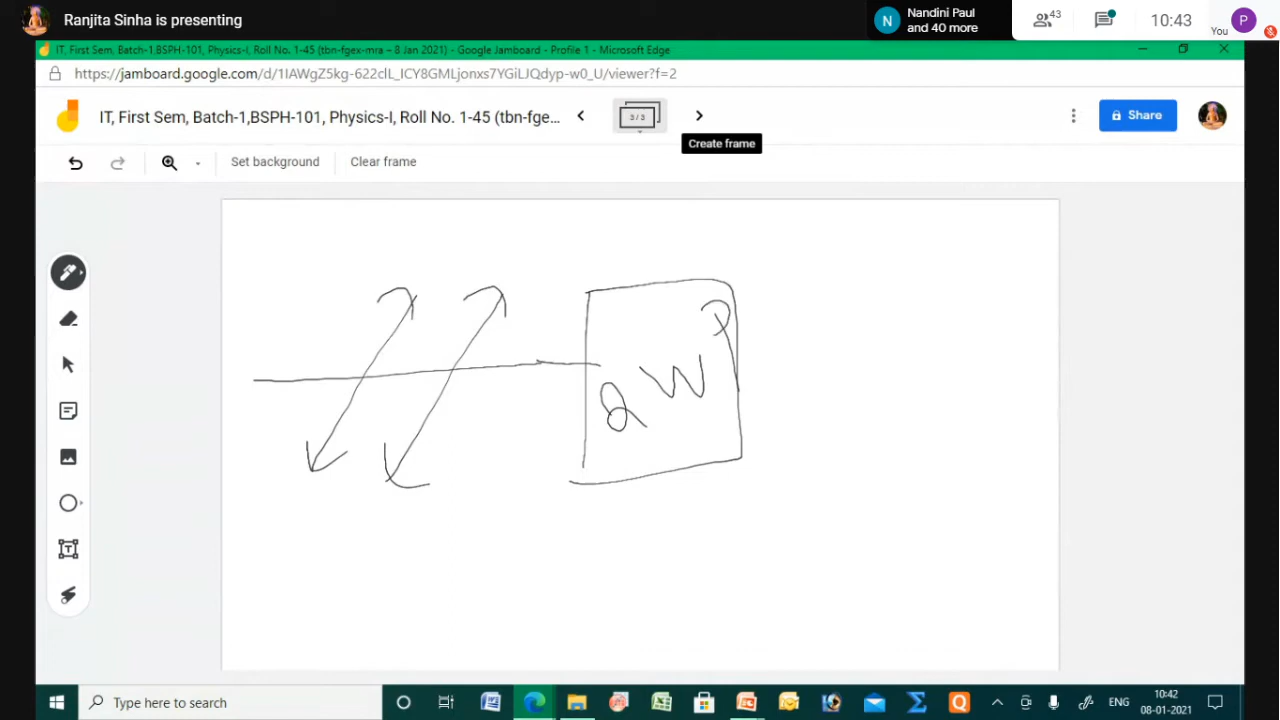 Ranjita Sinha is presenting
N
Nandini Paul
and 40 more
43
10:43
You
P
IT, First Sem, Batch-1,BSPH-101, Physics-I, Roll No. 1-45 (tbn-fgex-mra – 8 Jan 2021) - Google Jamboard - Profile 1 - Microsoft Edge
https://jamboard.google.com/d/1IAWgZ5kg-622clL_ICY8GMLjonxs7YGiLJQdyp-w0_U/viewer?f=2
IT, First Sem, Batch-1,BSPH-101, Physics-I, Roll No. 1-45 (tbn-fge...
3 / 3
Share
Create frame
Set background
Clear frame
QWP
Type here to search
ENG
10:42
08-01-2021